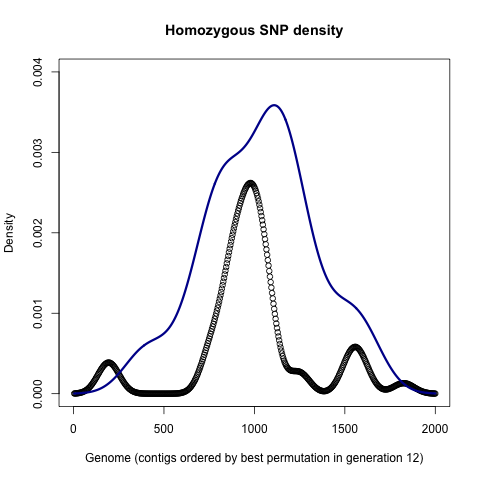 Homozygous SNP density
0.004
0.003
0.002
0.001
0.000
Density
0 500 1000 1500 2000
Genome (contigs ordered by best permutation in generation 12)